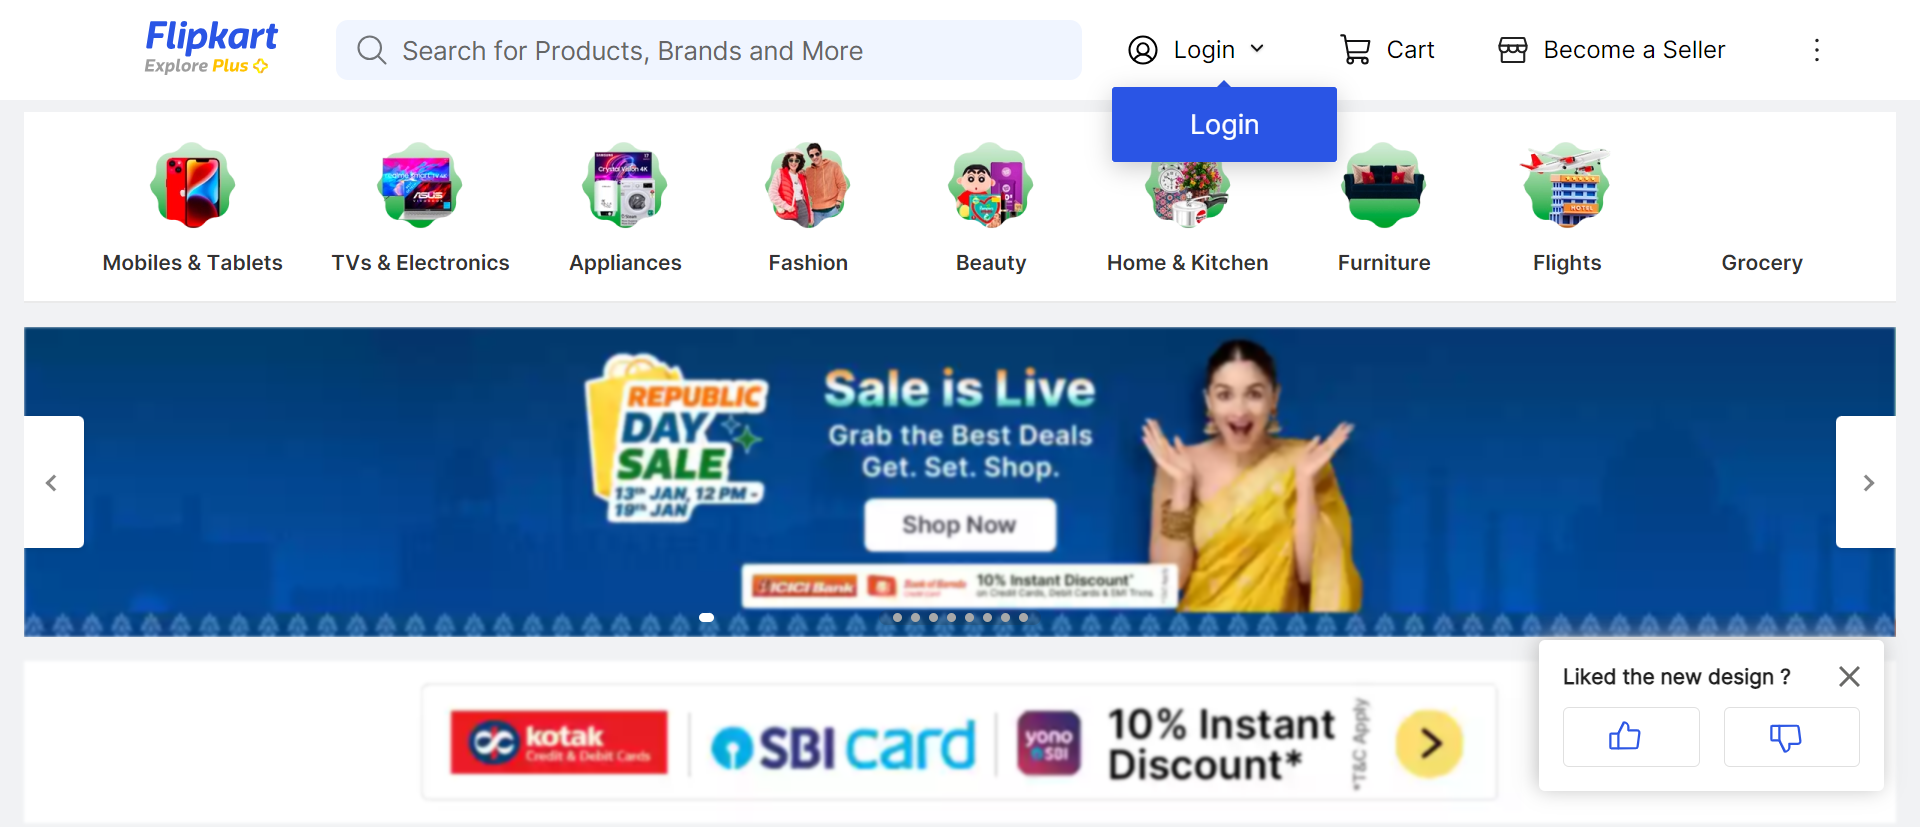 Flipkart
Explore Plus
Search for Products, Brands and More
Login
Cart
Become a Seller
Login
Mobiles & Tablets
TVs & Electronics
Appliances
Fashion
Beauty
Home & Kitchen
Furniture
Flights
Grocery
REPUBLIC
DAY
SALE
13th JAN, 12 PM -
19th JAN
Sale is Live
Grab the Best Deals
Get. Set. Shop.
Shop Now
ICICI Bank
Bank of Baroda
10% Instant Discount*
on Credit Cards, Debit Cards & EMI Trxns.
Liked the new design ?
kotak
Credit & Debit Cards
SBI card
yono
SBI
10% Instant
Discount*
*T&C Apply